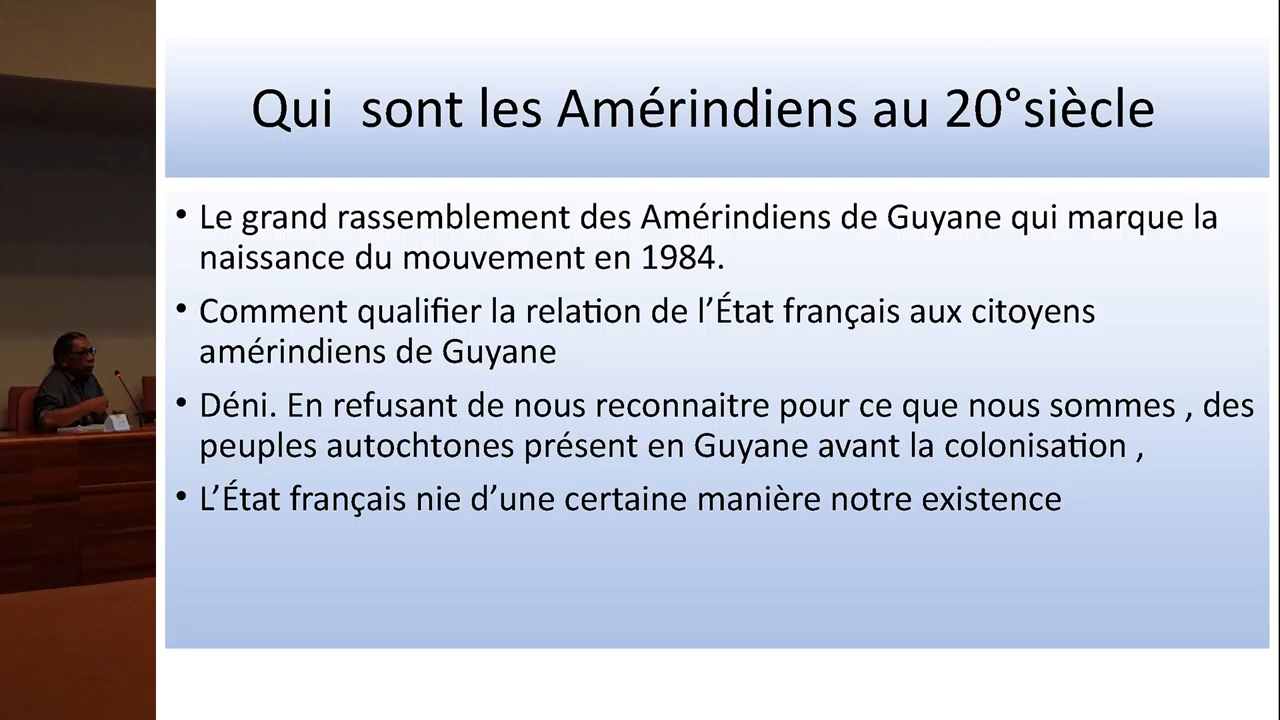 Qui  sont les Amérindiens au 20°siècle
• Le grand rassemblement des Amérindiens de Guyane qui marque la
naissance du mouvement en 1984.
• Comment qualifier la relation de l’État français aux citoyens
amérindiens de Guyane
• Déni. En refusant de nous reconnaitre pour ce que nous sommes , des
peuples autochtones présent en Guyane avant la colonisation ,
• L’État français nie d’une certaine manière notre existence